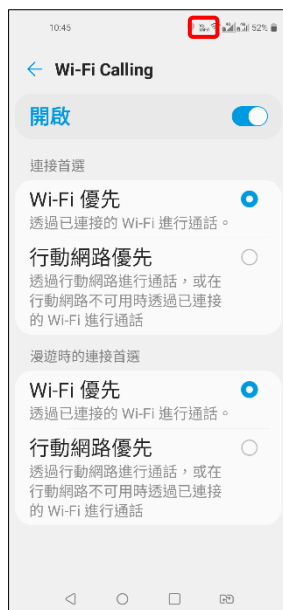 10:45
52%
Wi-Fi Calling
開啟
連接首選
Wi-Fi 優先
透過已連接的 Wi-Fi 進行通話。
行動網路優先
透過行動網路進行通話，或在
行動網路不可用時透過已連接
的 Wi-Fi 進行通話
漫遊時的連接首選
Wi-Fi 優先
透過已連接的 Wi-Fi 進行通話。
行動網路優先
透過行動網路進行通話，或在
行動網路不可用時透過已連接
的 Wi-Fi 進行通話